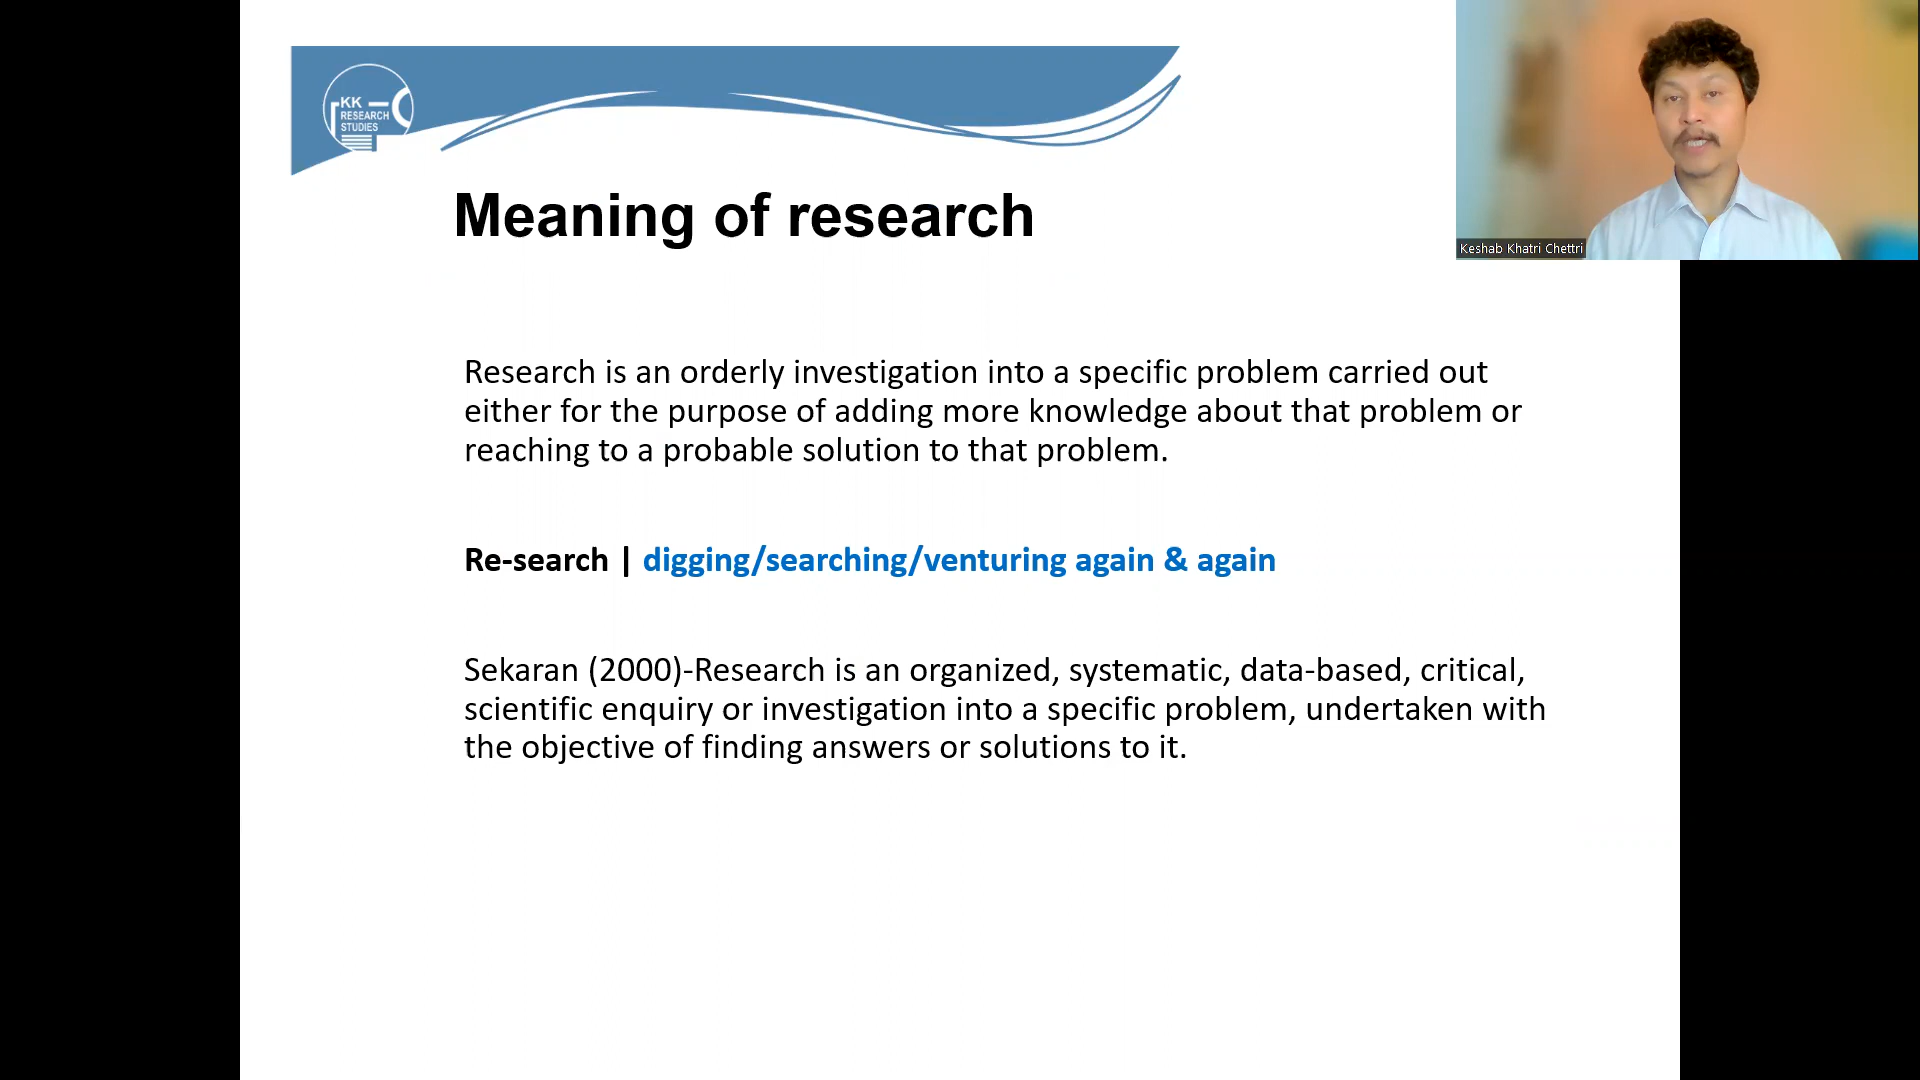 KK
RESEARCH
STUDIES
Meaning of research
Keshab Khatri Chettri
Research is an orderly investigation into a specific problem carried out
either for the purpose of adding more knowledge about that problem or
reaching to a probable solution to that problem.
Re-search | digging/searching/venturing again & again
Sekaran (2000)-Research is an organized, systematic, data-based, critical,
scientific enquiry or investigation into a specific problem, undertaken with
the objective of finding answers or solutions to it.